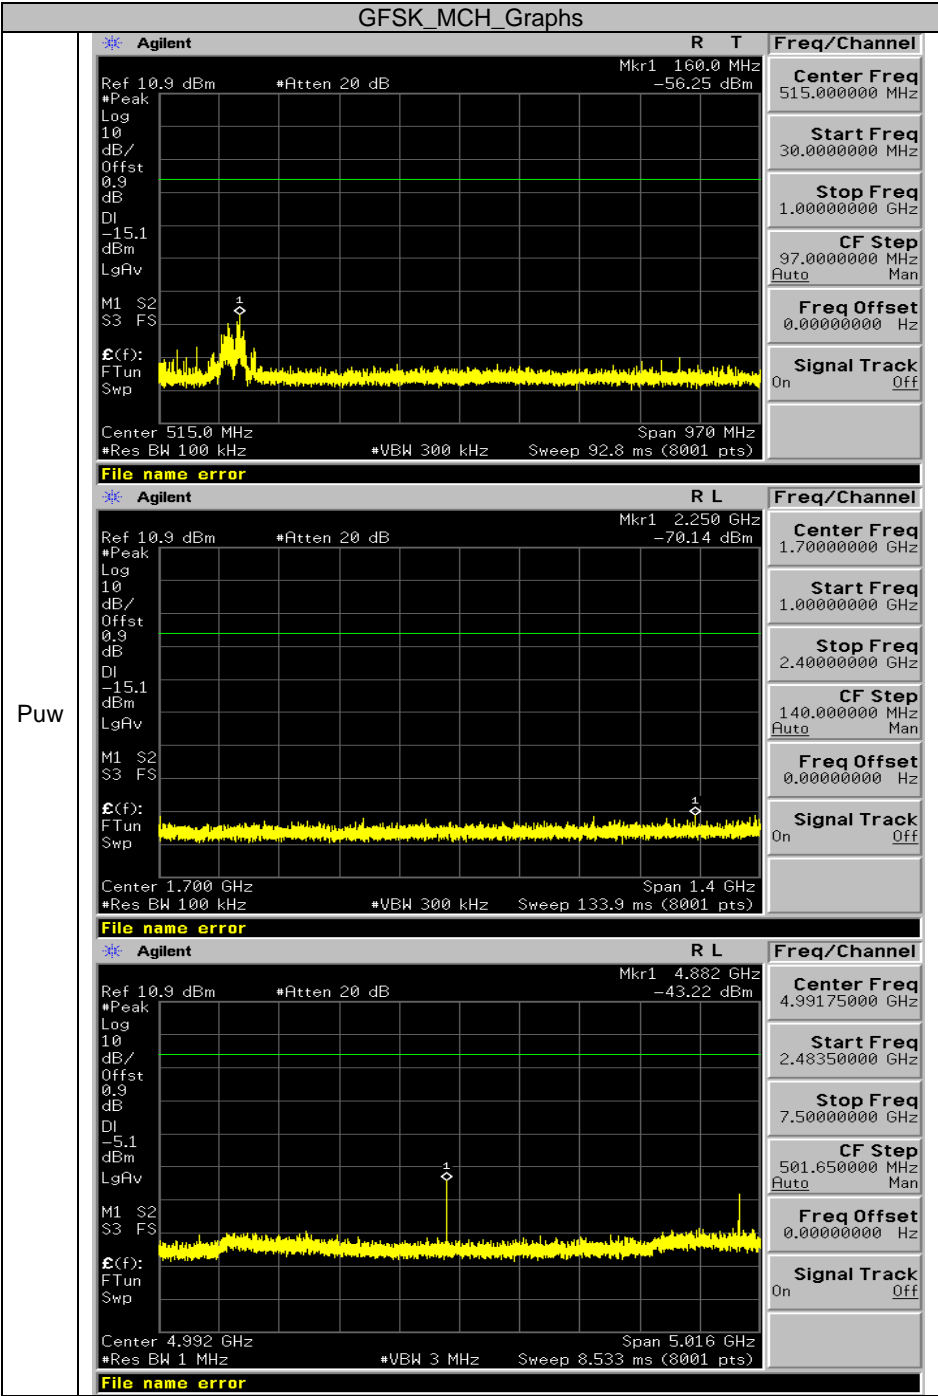 GFSK_MCH_Graphs
Puw
Agilent R T Freq/Channel
Mkr1 160.0 MHz
Ref 10.9 dBm #Atten 20 dB -56.25 dBm
#Peak
Log
10
dB/
Offst
0.9
dB
DI
-15.1
dBm
LgAv
M1 S2
S3 FS
£(f):
FTun
Swp
1
Center 515.0 MHz Span 970 MHz
#Res BW 100 kHz #VBW 300 kHz Sweep 92.8 ms (8001 pts)
File name error
Center Freq
515.000000 MHz
Start Freq
30.0000000 MHz
Stop Freq
1.00000000 GHz
CF Step
97.0000000 MHz
Auto Man
Freq Offset
0.00000000 Hz
Signal Track
On Off
Agilent R L Freq/Channel
Mkr1 2.250 GHz
Ref 10.9 dBm #Atten 20 dB -70.14 dBm
#Peak
Log
10
dB/
Offst
0.9
dB
DI
-15.1
dBm
LgAv
M1 S2
S3 FS
£(f):
FTun
Swp
1
Center 1.700 GHz Span 1.4 GHz
#Res BW 100 kHz #VBW 300 kHz Sweep 133.9 ms (8001 pts)
File name error
Center Freq
1.70000000 GHz
Start Freq
1.00000000 GHz
Stop Freq
2.40000000 GHz
CF Step
140.000000 MHz
Auto Man
Freq Offset
0.00000000 Hz
Signal Track
On Off
Agilent R L Freq/Channel
Mkr1 4.882 GHz
Ref 10.9 dBm #Atten 20 dB -43.22 dBm
#Peak
Log
10
dB/
Offst
0.9
dB
DI
-5.1
dBm
LgAv
M1 S2
S3 FS
£(f):
FTun
Swp
1
Center 4.992 GHz Span 5.016 GHz
#Res BW 1 MHz #VBW 3 MHz Sweep 8.533 ms (8001 pts)
File name error
Center Freq
4.99175000 GHz
Start Freq
2.48350000 GHz
Stop Freq
7.50000000 GHz
CF Step
501.650000 MHz
Auto Man
Freq Offset
0.00000000 Hz
Signal Track
On Off